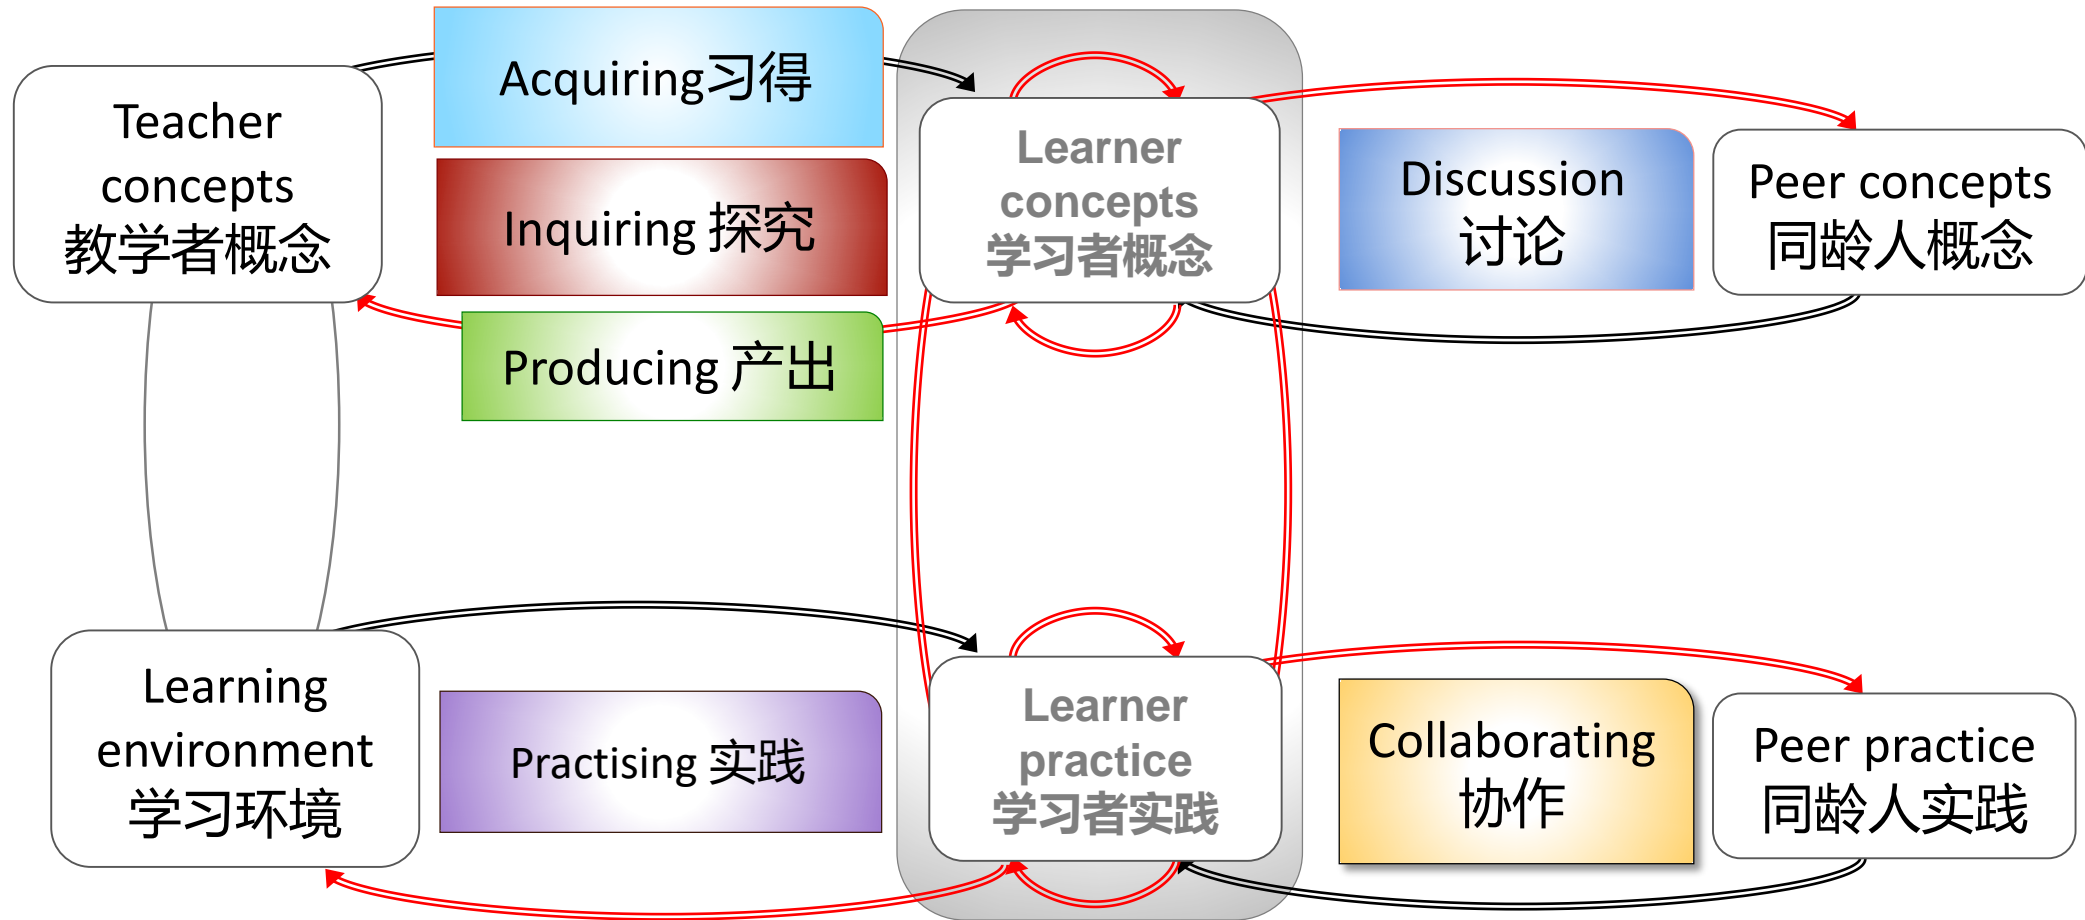 Teacher
concepts
教学者概念
Acquiring习得
Inquiring 探究
Producing 产出
Learner
concepts
学习者概念
Discussion
讨论
Peer concepts
同龄人概念
Learning
environment
学习环境
Practising 实践
Learner
practice
学习者实践
Collaborating
协作
Peer practice
同龄人实践